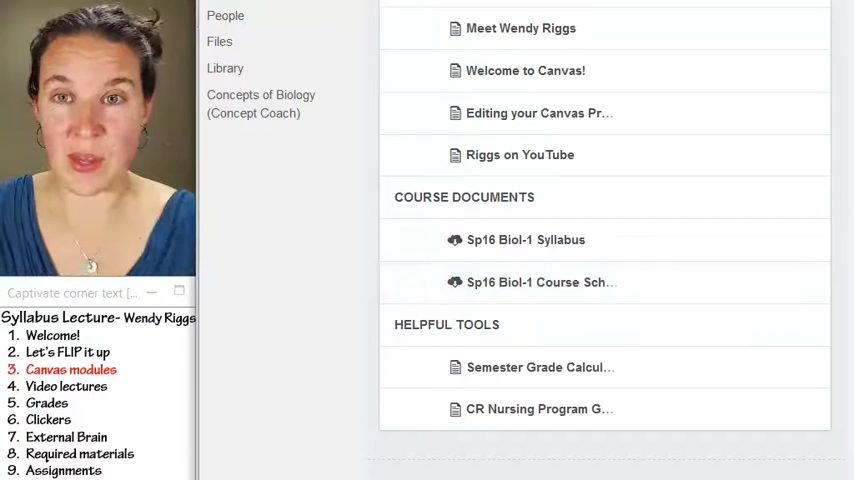 People
Files
Library
Concepts of Biology
(Concept Coach)
Meet Wendy Riggs
Welcome to Canvas!
Editing your Canvas Pr...
Riggs on YouTube
COURSE DOCUMENTS
Sp16 Biol-1 Syllabus
Sp16 Biol-1 Course Sch...
HELPFUL TOOLS
Semester Grade Calcul...
CR Nursing Program G...
Captivate corner text [...
Syllabus Lecture- Wendy Riggs
1. Welcome!
2. Let's FLIP it up
3. Canvas modules
4. Video lectures
5. Grades
6. Clickers
7. External Brain
8. Required materials
9. Assignments